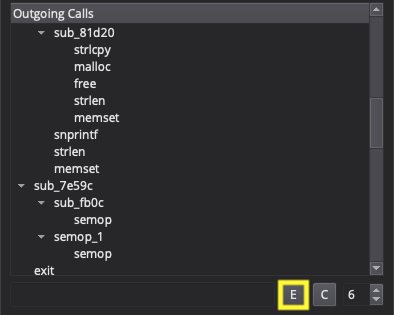 Outgoing Calls
sub_81d20
strlcpy
malloc
free
strlen
memset
snprintf
strlen
memset
sub_7e59c
sub_fb0c
semop
semop_1
semop
exit
E C 6